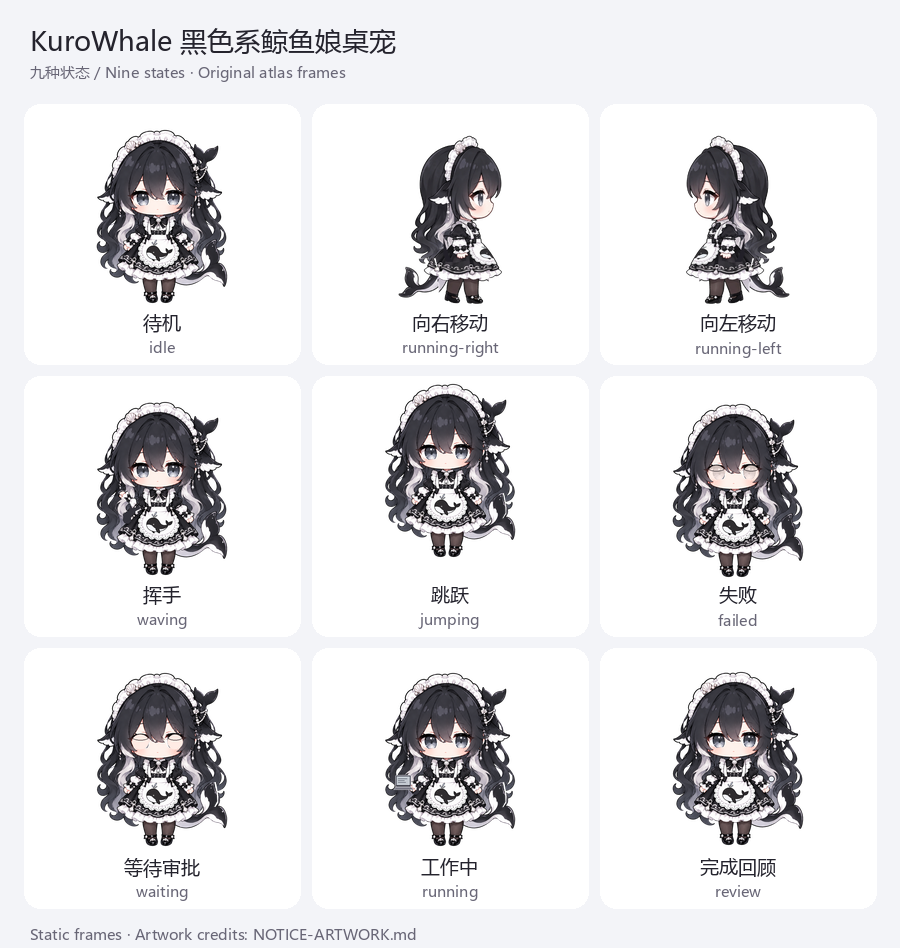 KuroWhale 黑色系鲸鱼娘桌宠
九种状态 / Nine states · Original atlas frames
待机
idle
向右移动
running-right
向左移动
running-left
挥手
waving
跳跃
jumping
失败
failed
等待审批
waiting
工作中
running
完成回顾
review
Static frames · Artwork credits: NOTICE-ARTWORK.md